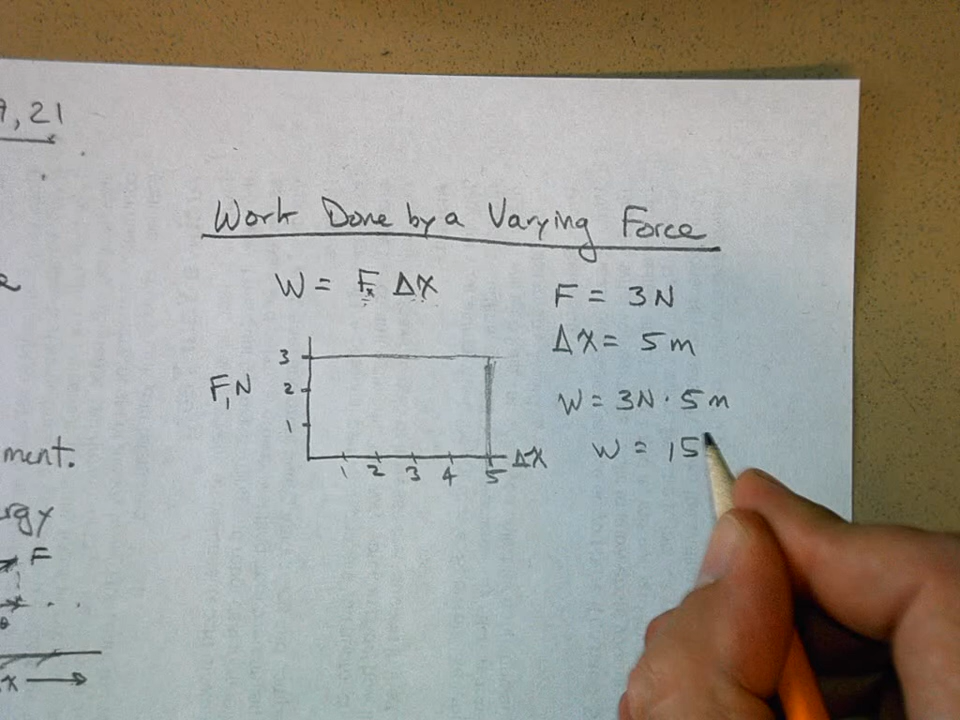 9, 21
Work Done by a Varying Force
W = Fx Δx
F = 3N
Δx = 5m
3
F, N
2
1
W = 3N · 5m
W = 15
1 2 3 4 5 Δx
ment.
rgy
F
θ
x